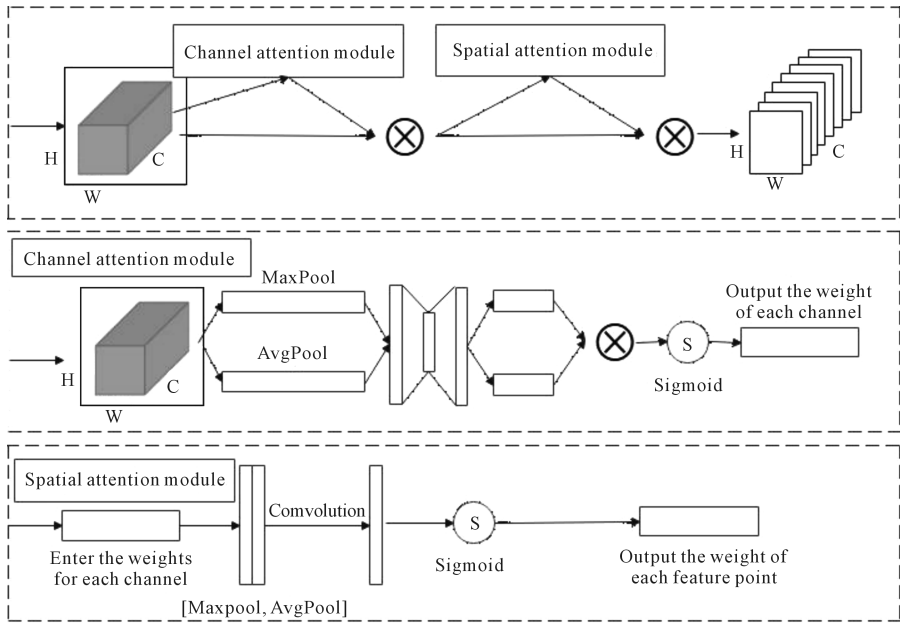 Channel attention module
Spatial attention module
H
C
W
H
C
W
Channel attention module
MaxPool
AvgPool
H
C
W
S
Sigmoid
Output the weight
of each channel
Spatial attention module
Enter the weights
for each channel
Comvolution
[Maxpool, AvgPool]
S
Sigmoid
Output the weight of
each feature point